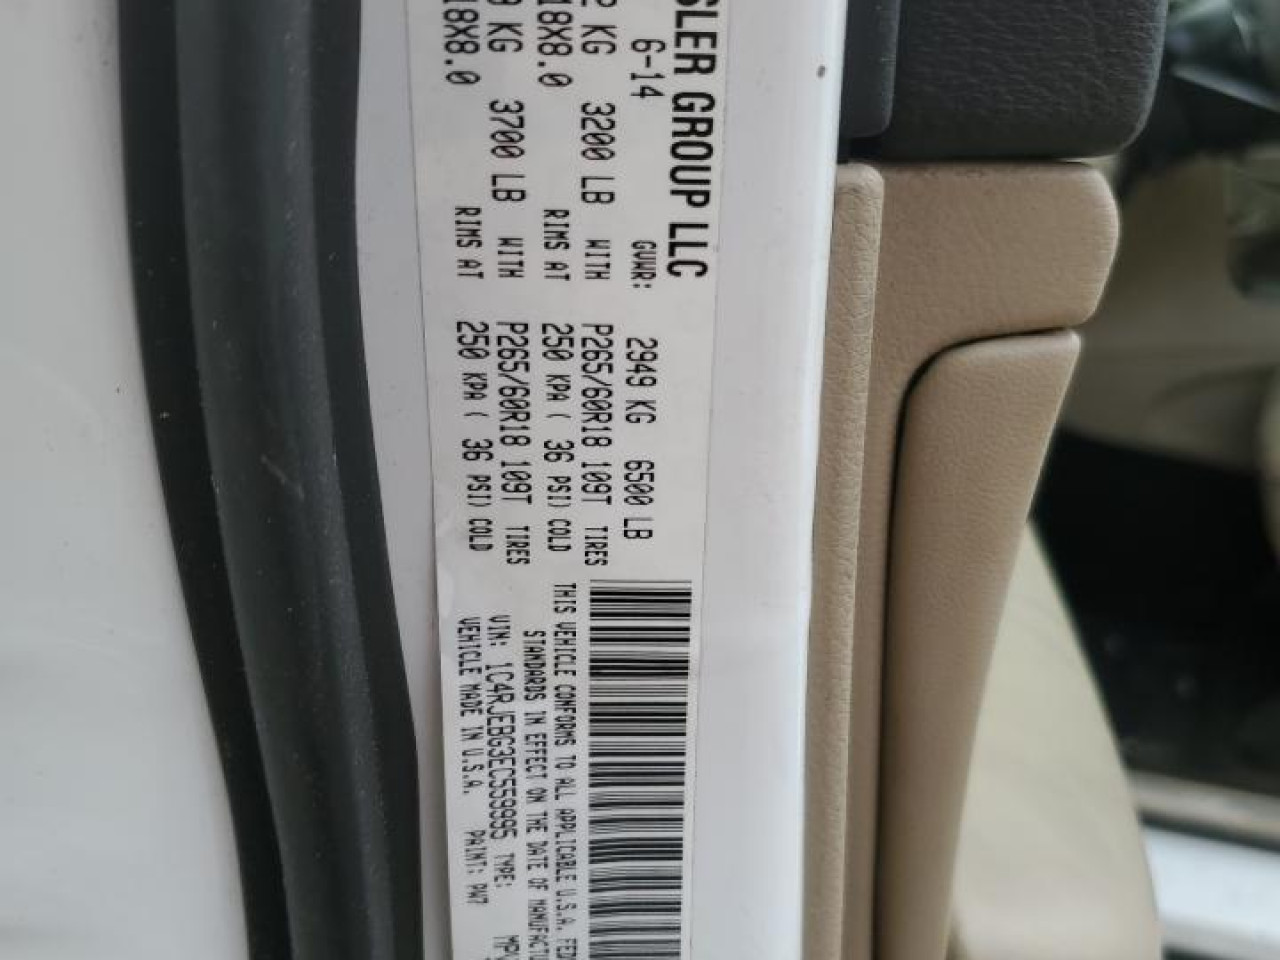 SLER GROUP LLC
6-14 GVWR: 2949 KG 6500 LB
KG 3200 LB WITH P265/60R18 109T TIRES
18X8.0 RIMS AT 250 KPA ( 36 PSI) COLD
KG 3700 LB WITH P265/60R18 109T TIRES
18X8.0 RIMS AT 250 KPA ( 36 PSI) COLD
THIS VEHICLE CONFORMS TO ALL APPLICABLE U.S.A. FED
STANDARDS IN EFFECT ON THE DATE OF MANUFACTU
VIN: 1C4RJEBG3EC559995 TYPE: MPV
VEHICLE MADE IN U.S.A. PAINT: PW7